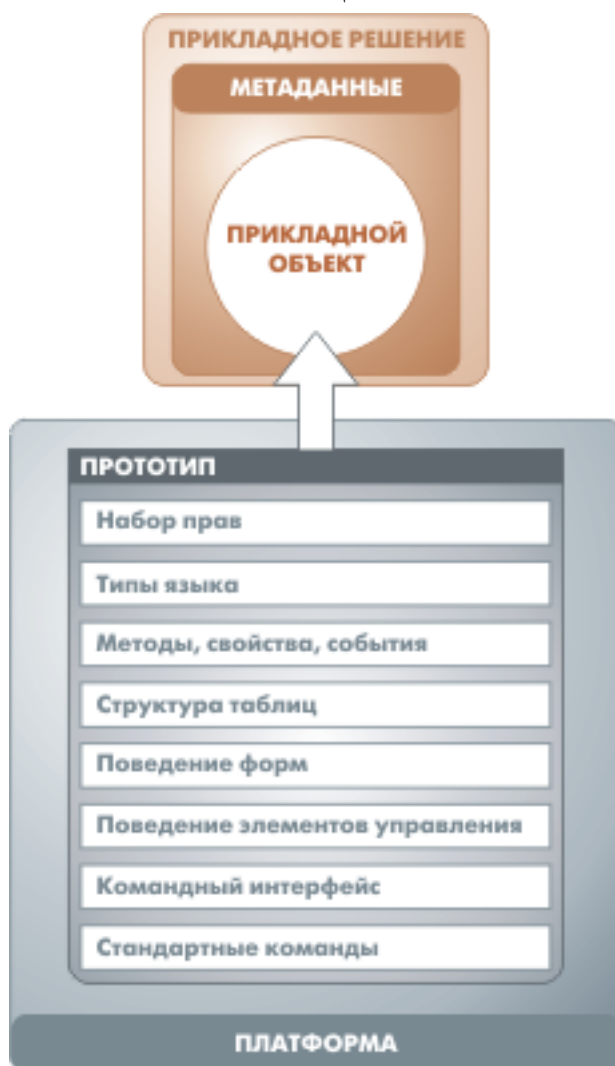 ПРИКЛАДНОЕ РЕШЕНИЕ
МЕТАДАННЫЕ
ПРИКЛАДНОЙ
ОБЪЕКТ
ПРОТОТИП
Набор прав
Типы языка
Методы, свойства, события
Структура таблиц
Поведение форм
Поведение элементов управления
Командный интерфейс
Стандартные команды
ПЛАТФОРМА